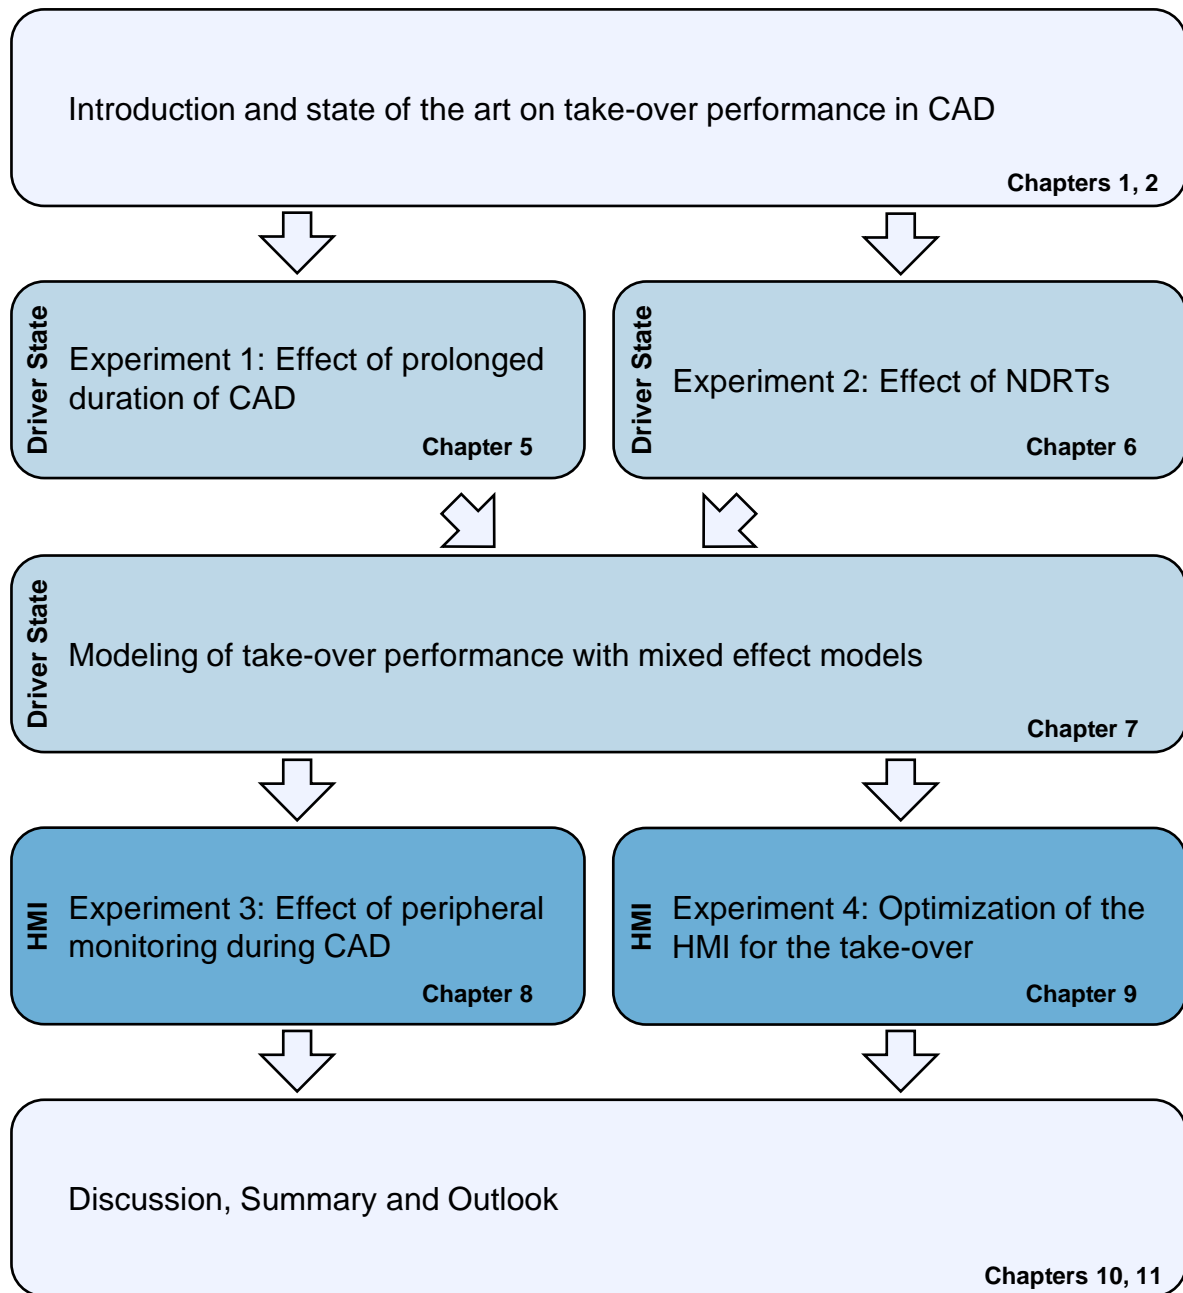 Introduction and state of the art on take-over performance in CAD
Chapters 1, 2
Driver State
Experiment 1: Effect of prolonged
duration of CAD
Chapter 5
Driver State
Experiment 2: Effect of NDRTs
Chapter 6
Driver State
Modeling of take-over performance with mixed effect models
Chapter 7
HMI
Experiment 3: Effect of peripheral
monitoring during CAD
Chapter 8
HMI
Experiment 4: Optimization of the
HMI for the take-over
Chapter 9
Discussion, Summary and Outlook
Chapters 10, 11